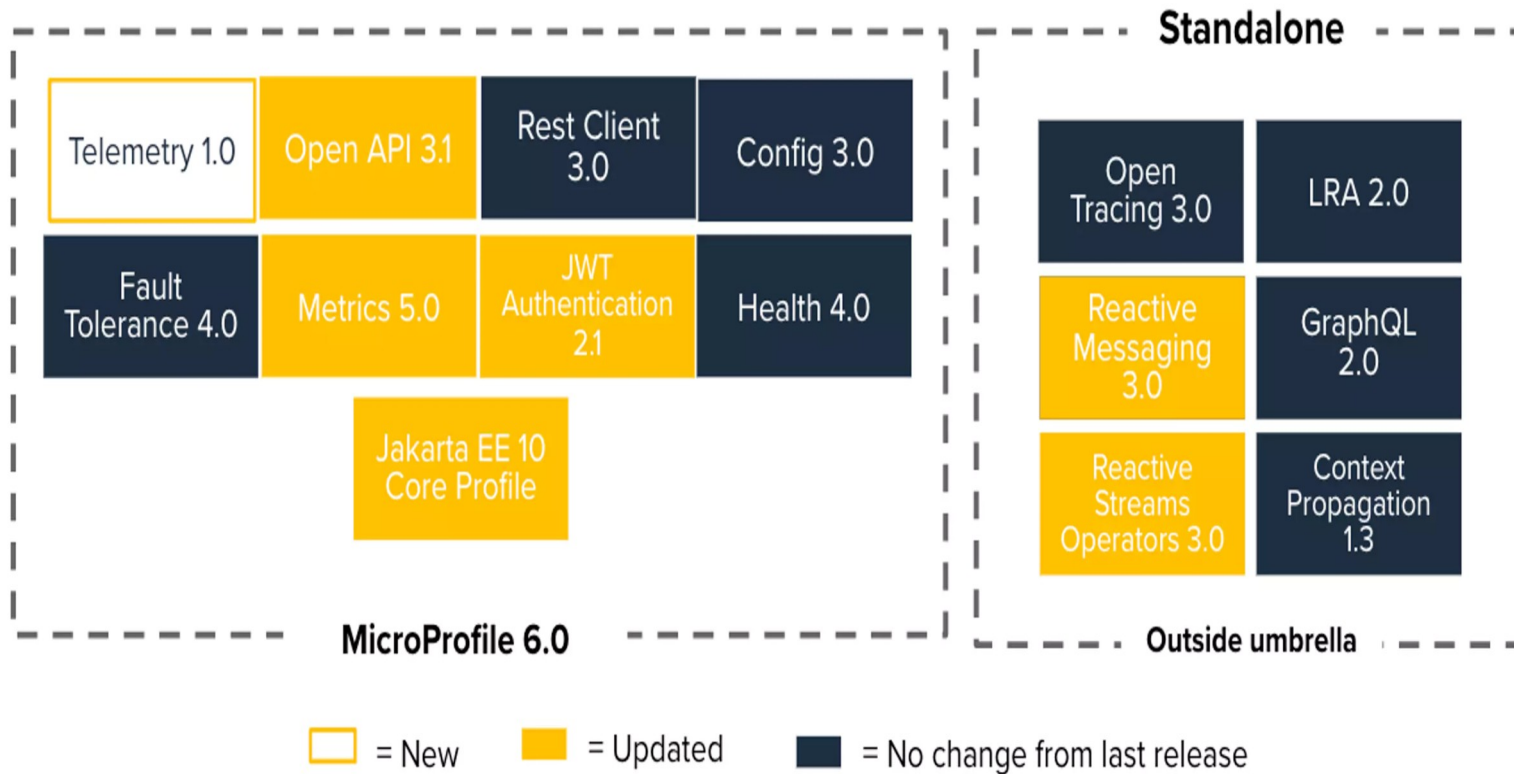 Standalone
Telemetry 1.0
Open API 3.1
Rest Client
3.0
Config 3.0
Fault
Tolerance 4.0
Metrics 5.0
JWT
Authentication
2.1
Health 4.0
Jakarta EE 10
Core Profile
MicroProfile 6.0
Open
Tracing 3.0
LRA 2.0
Reactive
Messaging
3.0
GraphQL
2.0
Reactive
Streams
Operators 3.0
Context
Propagation
1.3
Outside umbrella
= New
= Updated
= No change from last release